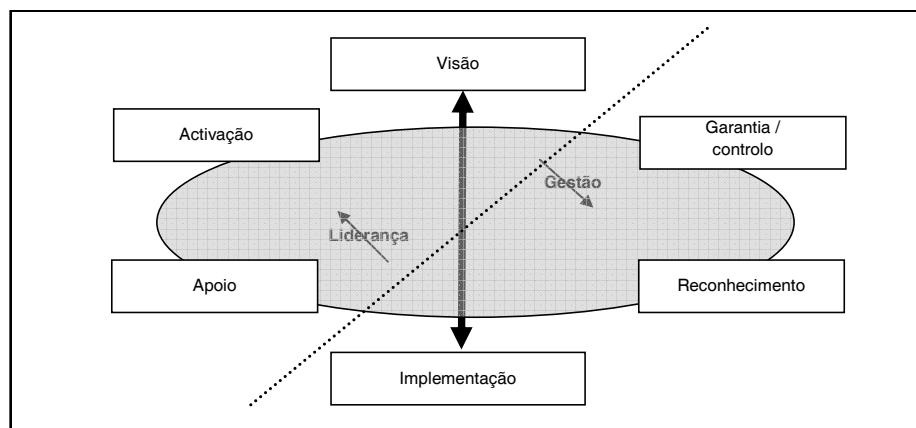 Visão
Activação
Garantia /
controlo
Gestão
Liderança
Apoio
Reconhecimento
Implementação